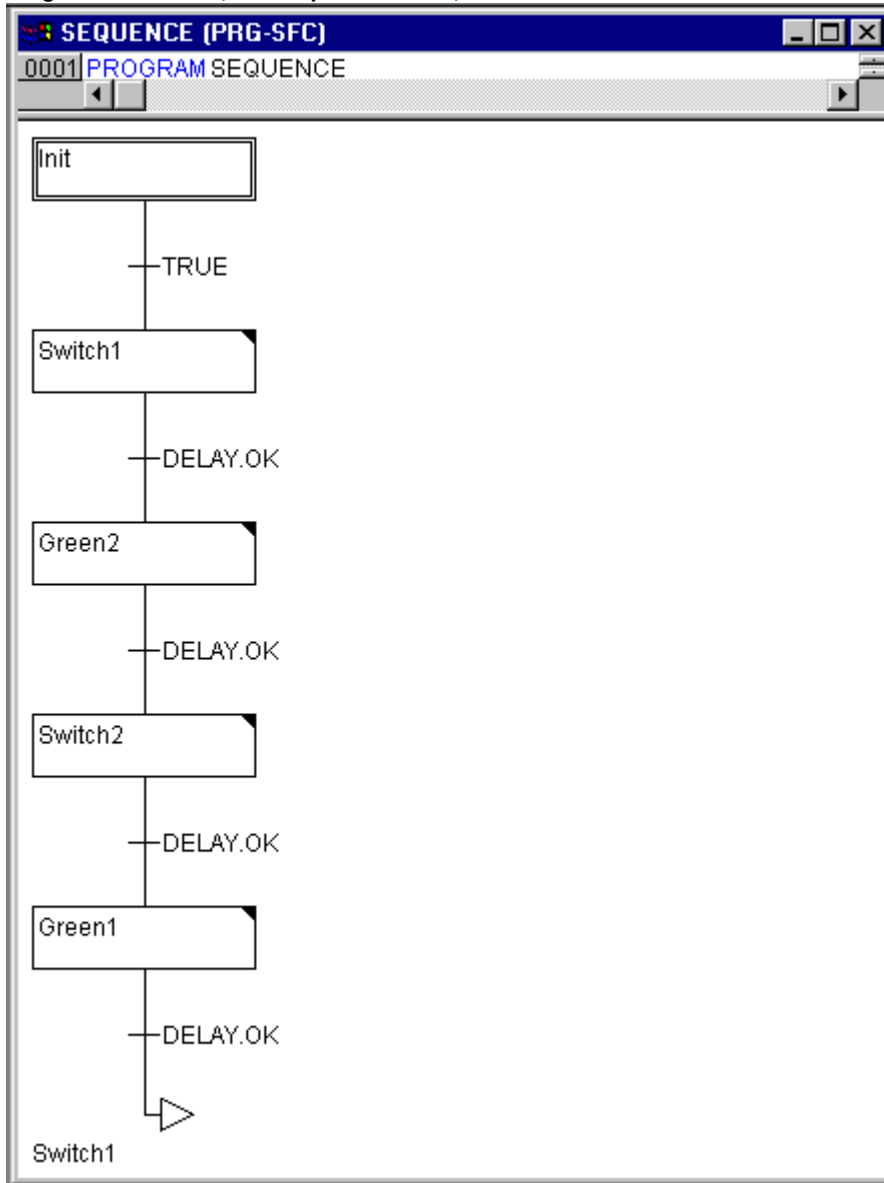 SEQUENCE (PRG-SFC)
0001 PROGRAM SEQUENCE
Init
TRUE
Switch1
DELAY.OK
Green2
DELAY.OK
Switch2
DELAY.OK
Green1
DELAY.OK
Switch1